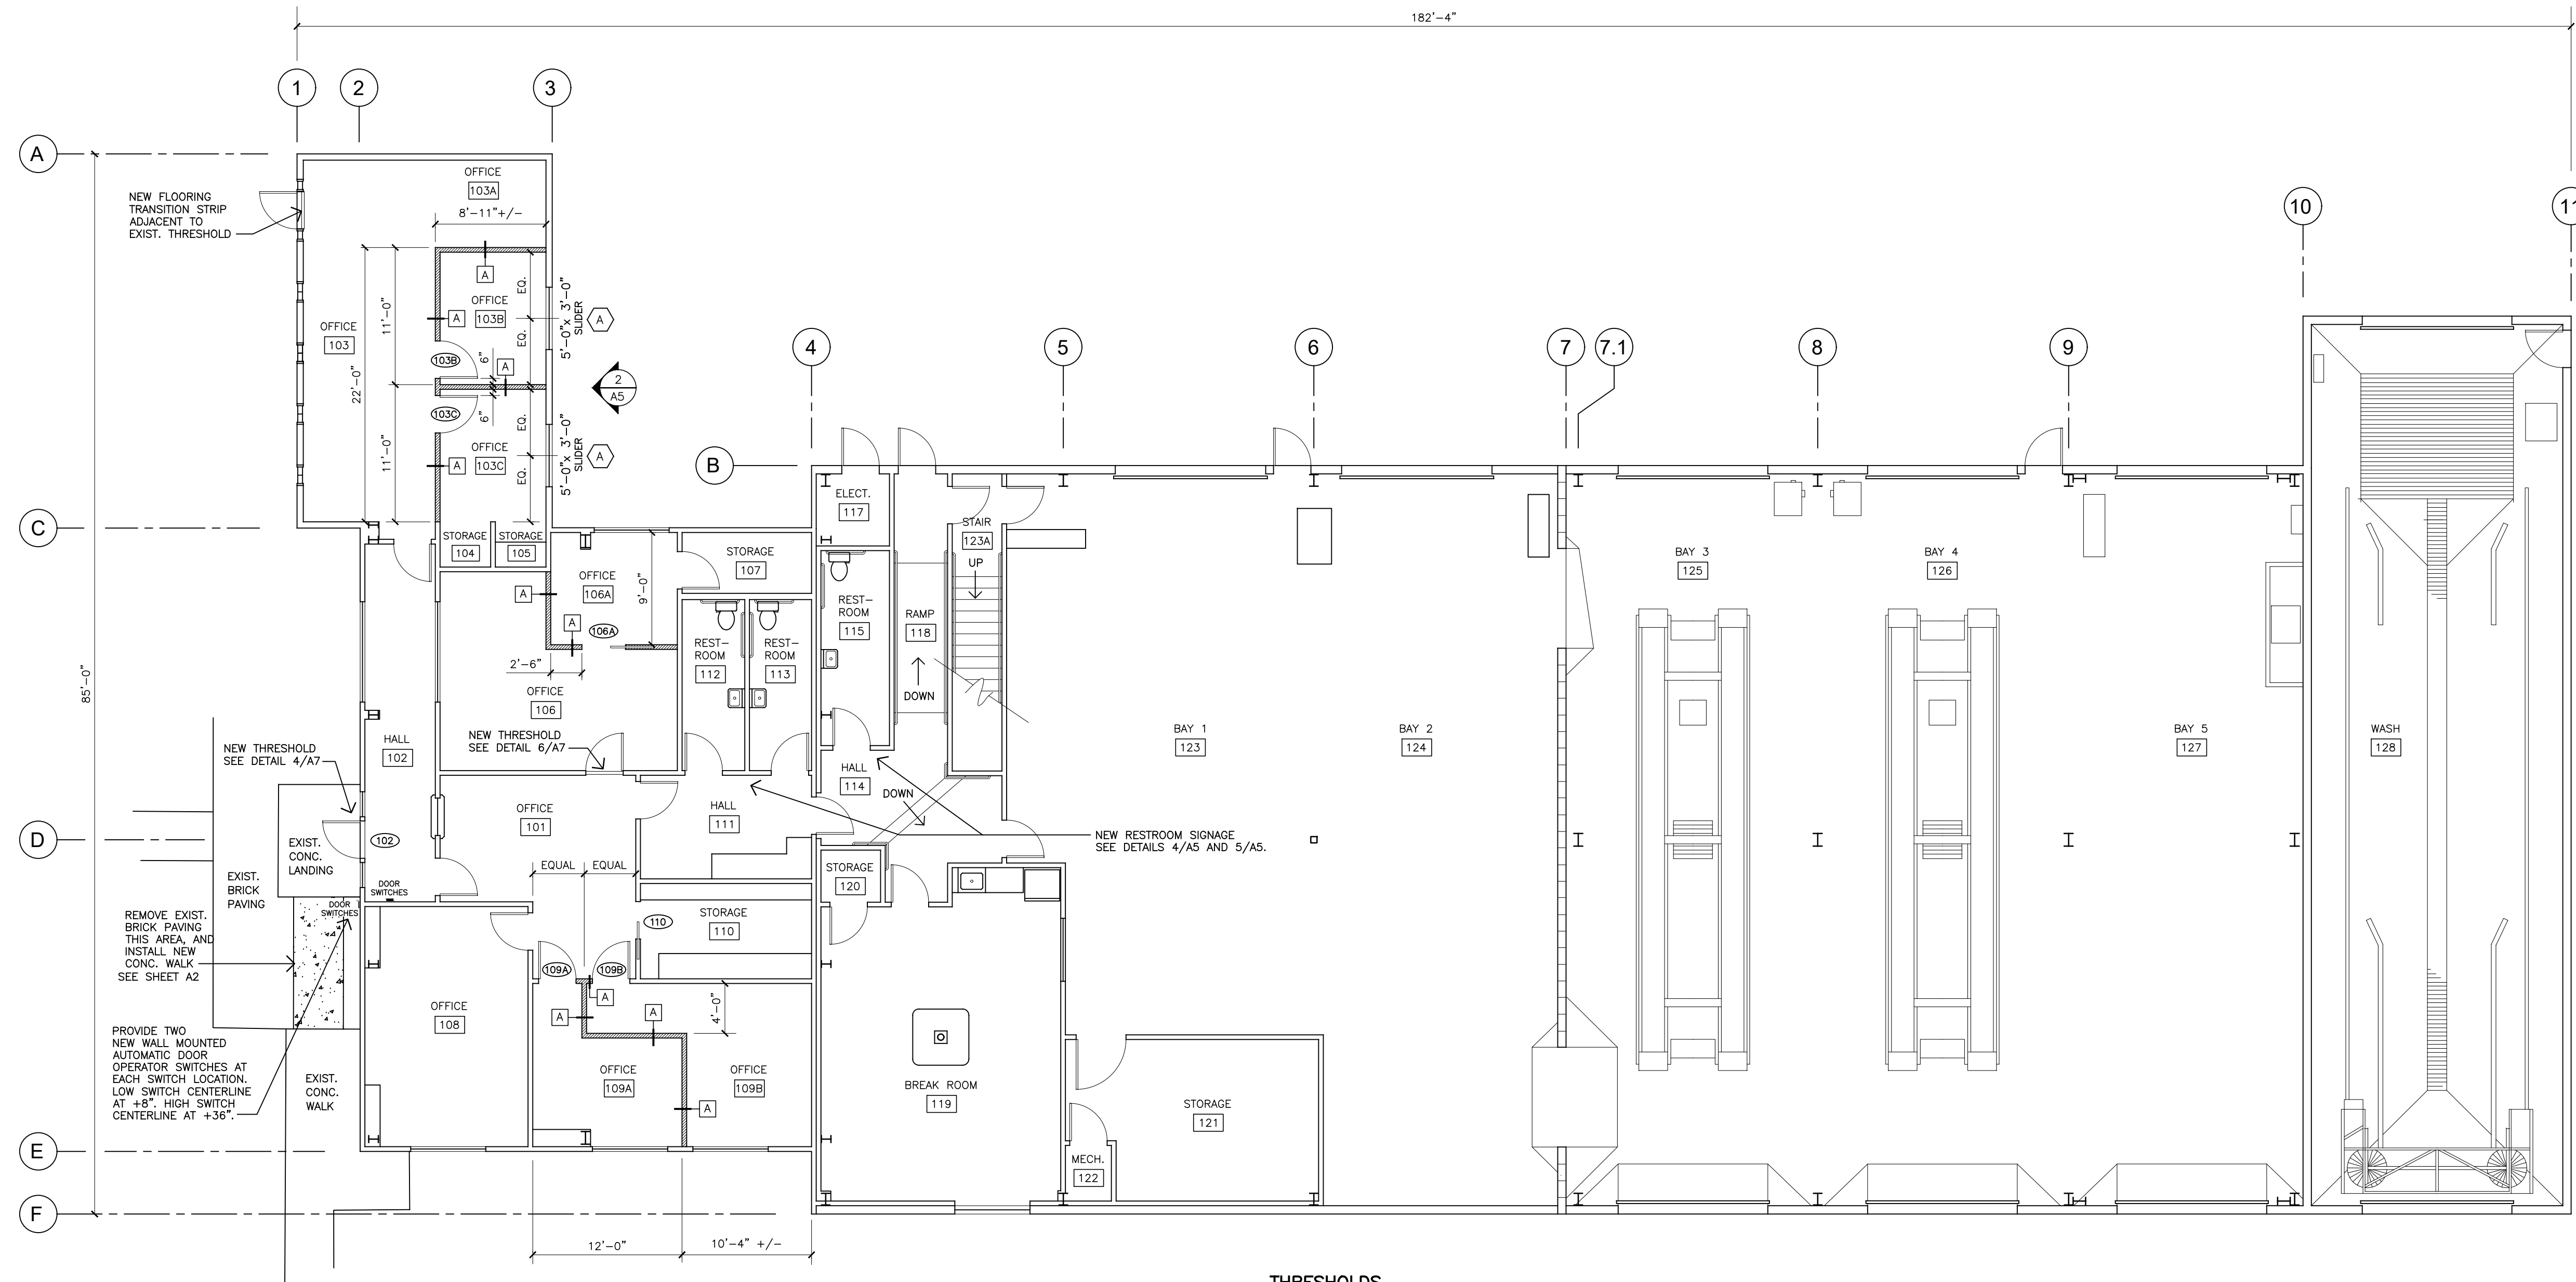 182'-4"
1
2
3
A
OFFICE
103A
NEW FLOORING
TRANSITION STRIP
ADJACENT TO
EXIST. THRESHOLD
8'-11"+/-
10
11
A
EQ.
OFFICE
103B
A
11'-0"
5'-0"x 3'-0"
SLIDER
A
OFFICE
103
EQ.
4
5
6
7
7.1
8
9
103B
6"
A
22'-0"
2
A5
103C
6"
EQ.
11'-0"
OFFICE
103C
A
5'-0"x 3'-0"
SLIDER
A
EQ.
B
ELECT.
117
C
STORAGE
104
STORAGE
105
STAIR
123A
UP
STORAGE
107
BAY 3
125
BAY 4
126
OFFICE
106A
9'-0"
A
A
106A
REST-
ROOM
115
RAMP
118
DOWN
REST-
ROOM
112
REST-
ROOM
113
2'-6"
85'-0"
OFFICE
106
NEW THRESHOLD
SEE DETAIL 6/A7
HALL
102
NEW THRESHOLD
SEE DETAIL 4/A7
BAY 1
123
BAY 2
124
BAY 5
127
WASH
128
HALL
114
DOWN
OFFICE
101
HALL
111
NEW RESTROOM SIGNAGE
SEE DETAILS 4/A5 AND 5/A5.
D
102
EXIST.
CONC.
LANDING
EQUAL
EQUAL
STORAGE
120
EXIST.
BRICK
PAVING
DOOR
SWITCHES
DOOR
SWITCHES
STORAGE
110
110
REMOVE EXIST.
BRICK PAVING
THIS AREA, AND
INSTALL NEW
CONC. WALK
SEE SHEET A2
109A
109B
A
A
A
4'-0"
OFFICE
108
PROVIDE TWO
NEW WALL MOUNTED
AUTOMATIC DOOR
OPERATOR SWITCHES AT
EACH SWITCH LOCATION.
LOW SWITCH CENTERLINE
AT +8". HIGH SWITCH
CENTERLINE AT +36".
EXIST.
CONC.
WALK
OFFICE
109A
OFFICE
109B
A
BREAK ROOM
119
STORAGE
121
E
MECH.
122
F
12'-0"
10'-4" +/-
THRESHOLDS